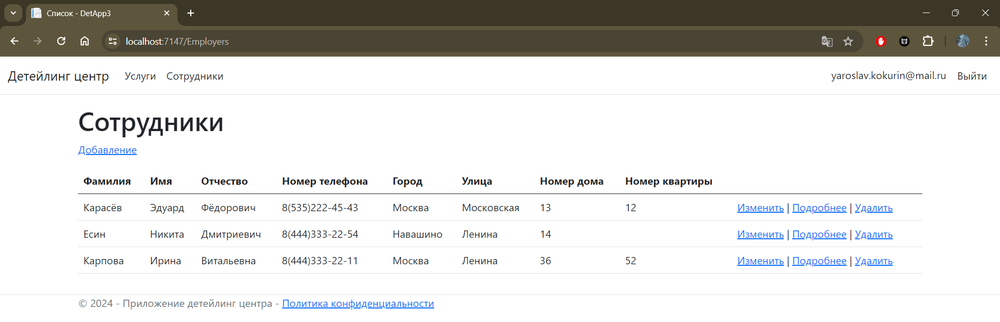 Список - DetApp3
localhost:7147/Employers
Детейлинг центр Услуги Сотрудники yaroslav.kokurin@mail.ru Выйти
Сотрудники
Добавление
Фамилия Имя Отчество Номер телефона Город Улица Номер дома Номер квартиры
Карасёв Эдуард Фёдорович 8(535)222-45-43 Москва Московская 13 12 Изменить | Подробнее | Удалить
Есин Никита Дмитриевич 8(444)333-22-54 Навашино Ленина 14 Изменить | Подробнее | Удалить
Карпова Ирина Витальевна 8(444)333-22-11 Москва Ленина 36 52 Изменить | Подробнее | Удалить
© 2024 - Приложение детейлинг центра - Политика конфиденциальности